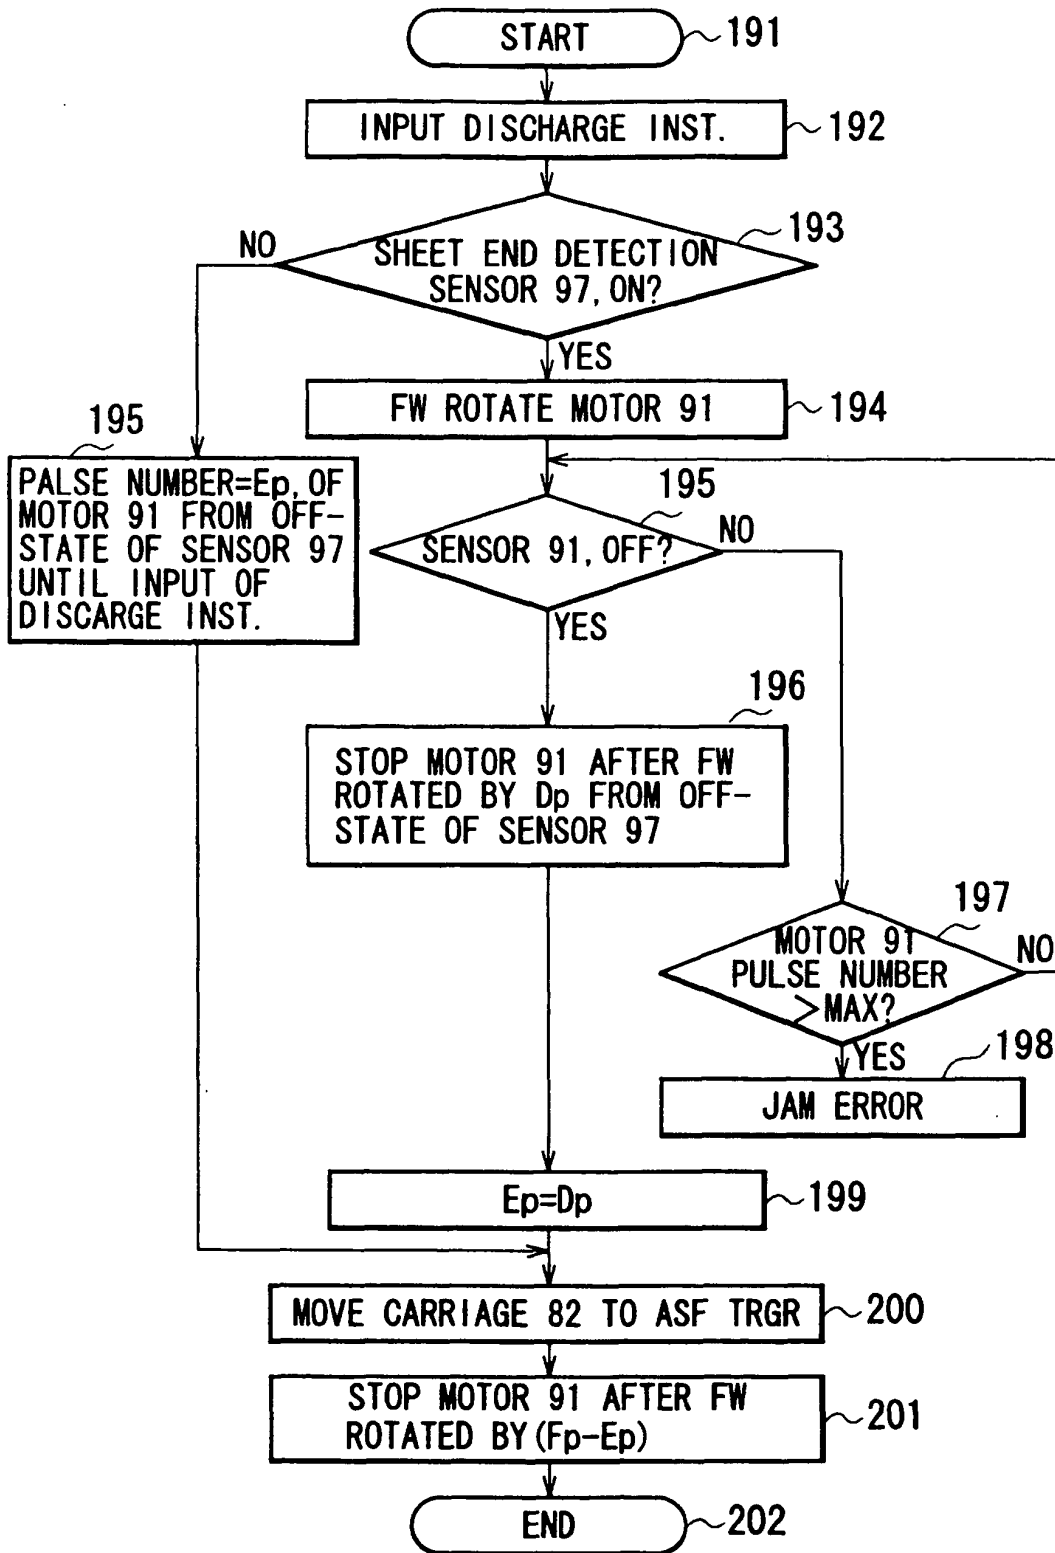 START
191
INPUT DISCHARGE INST.
192
193
NO
SHEET END DETECTION
SENSOR 97, ON?
YES
FW ROTATE MOTOR 91
194
195
PALSE NUMBER=Ep, OF
MOTOR 91 FROM OFF-
STATE OF SENSOR 97
UNTIL INPUT OF
DISCARGE INST.
195
SENSOR 91, OFF?
NO
YES
196
STOP MOTOR 91 AFTER FW
ROTATED BY Dp FROM OFF-
STATE OF SENSOR 97
197
MOTOR 91
PULSE NUMBER
>MAX?
NO
YES
198
JAM ERROR
Ep=Dp
199
MOVE CARRIAGE 82 TO ASF TRGR
200
STOP MOTOR 91 AFTER FW
ROTATED BY (Fp-Ep)
201
END
202